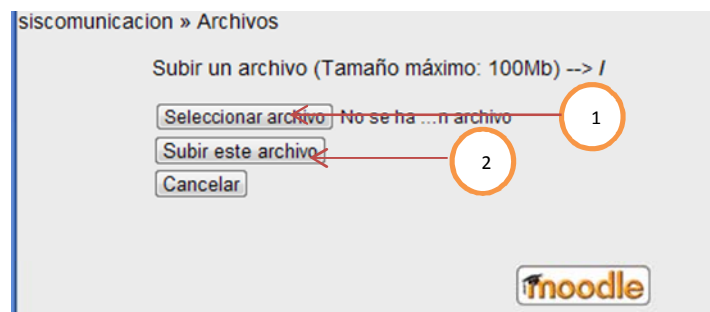 siscomunicacion » Archivos
Subir un archivo (Tamaño máximo: 100Mb) --> /
Seleccionar archivo No se ha ...n archivo
1
Subir este archivo
2
Cancelar
moodle